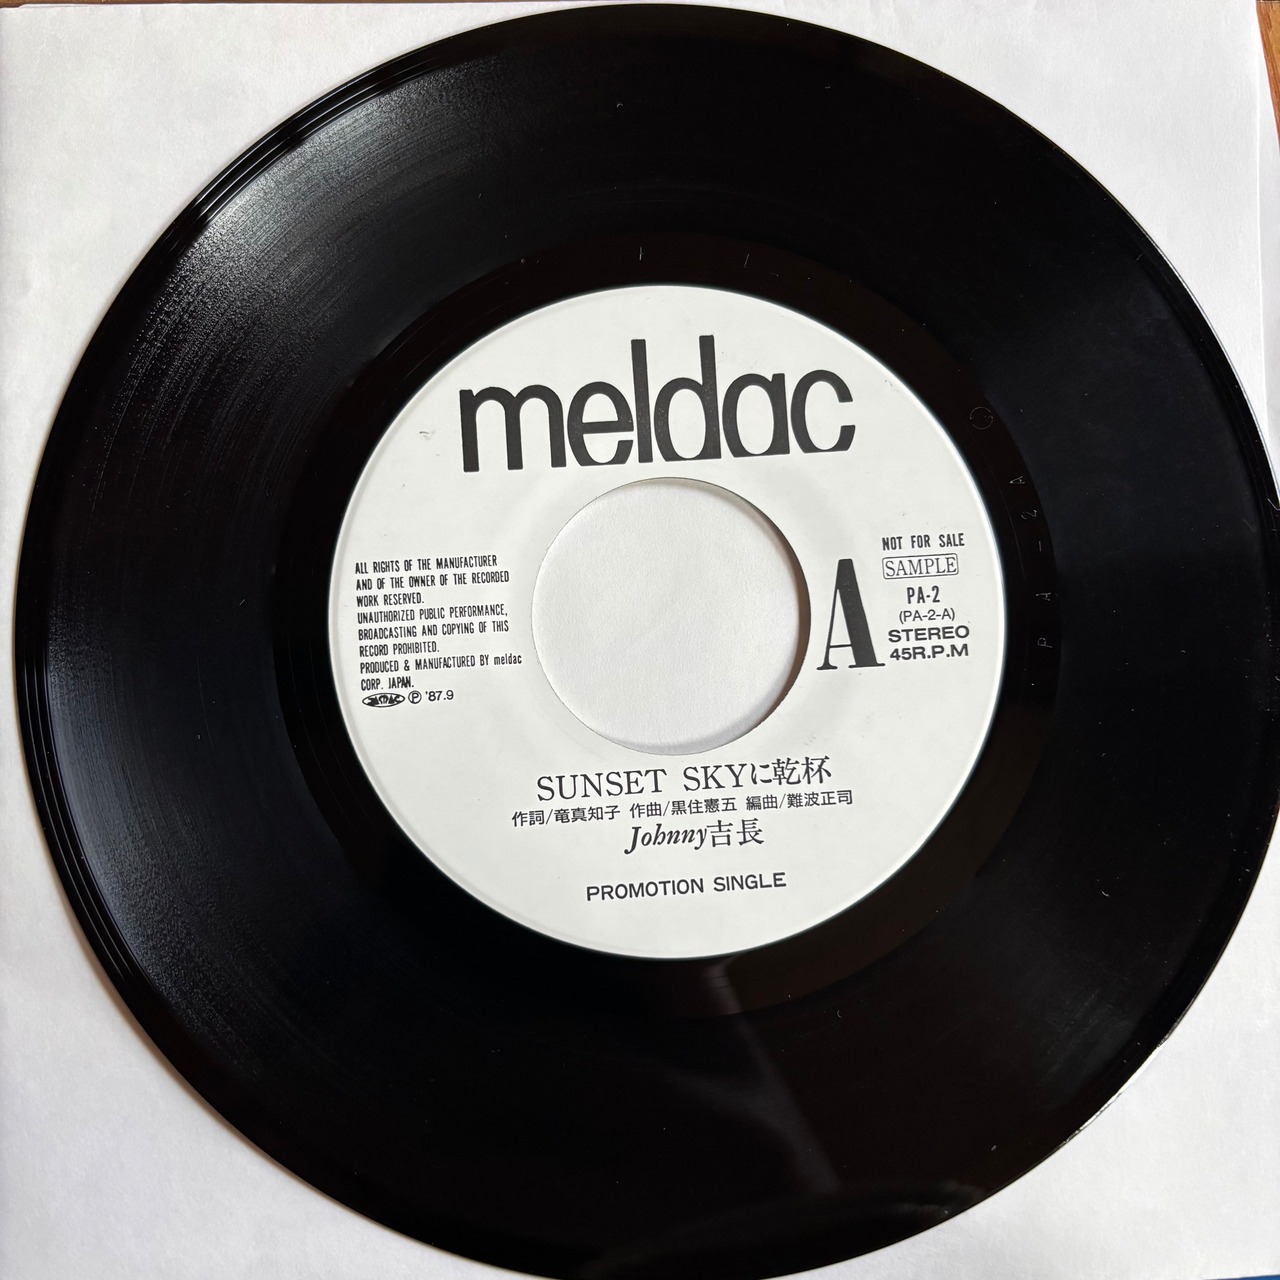 meldac
ALL RIGHTS OF THE MANUFACTURER
AND OF THE OWNER OF THE RECORDED
WORK RESERVED.
UNAUTHORIZED PUBLIC PERFORMANCE,
BROADCASTING AND COPYING OF THIS
RECORD PROHIBITED.
PRODUCED & MANUFACTURED BY meldac
CORP. JAPAN.
Ⓟ '87.9
A
NOT FOR SALE
SAMPLE
PA-2
(PA-2-A)
STEREO
45R.P.M
SUNSET SKYに乾杯
作詞/竜真知子 作曲/黒住憲五 編曲/難波正司
Johnny吉長
PROMOTION SINGLE
PA-2A